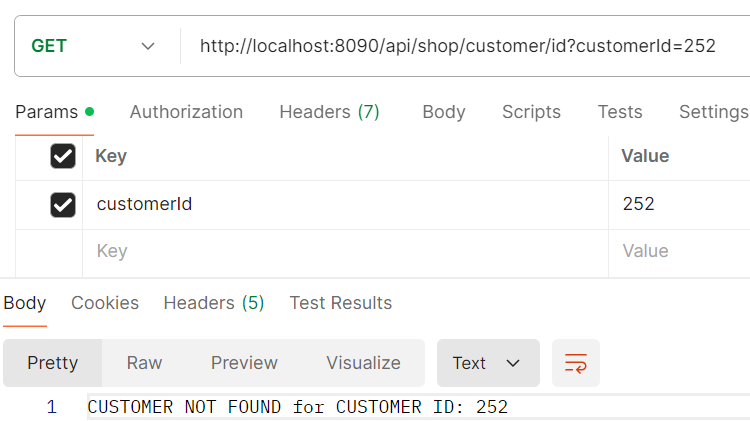 GET http://localhost:8090/api/shop/customer/id?customerId=252
Params Authorization Headers (7) Body Scripts Tests Settings
Key Value
customerId 252
Key Value
Body Cookies Headers (5) Test Results
Pretty Raw Preview Visualize Text
1 CUSTOMER NOT FOUND for CUSTOMER ID: 252